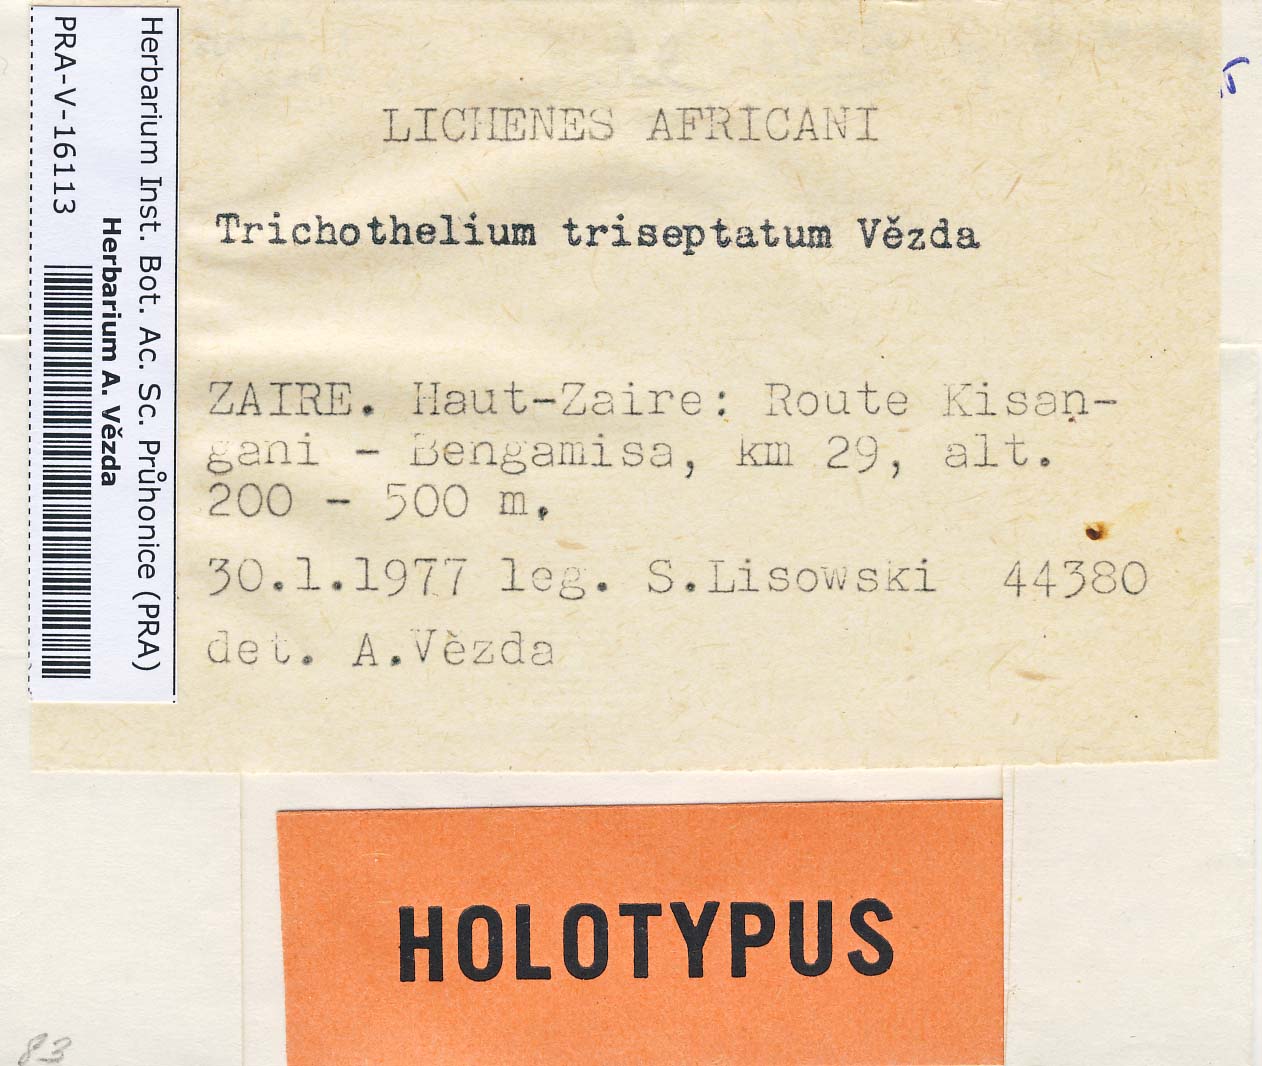 Herbarium Inst. Bot. Ac. Sc. Průhonice (PRA)
Herbarium A. Vězda
PRA-V-16113
LICHENES AFRICANI
Trichothelium triseptatum Vězda
ZAIRE. Haut-Zaire: Route Kisan-
gani - Bengamisa, km 29, alt.
200 - 500 m.
30.1.1977 leg. S.Lisowski 44380
det. A.Vězda
HOLOTYPUS
83